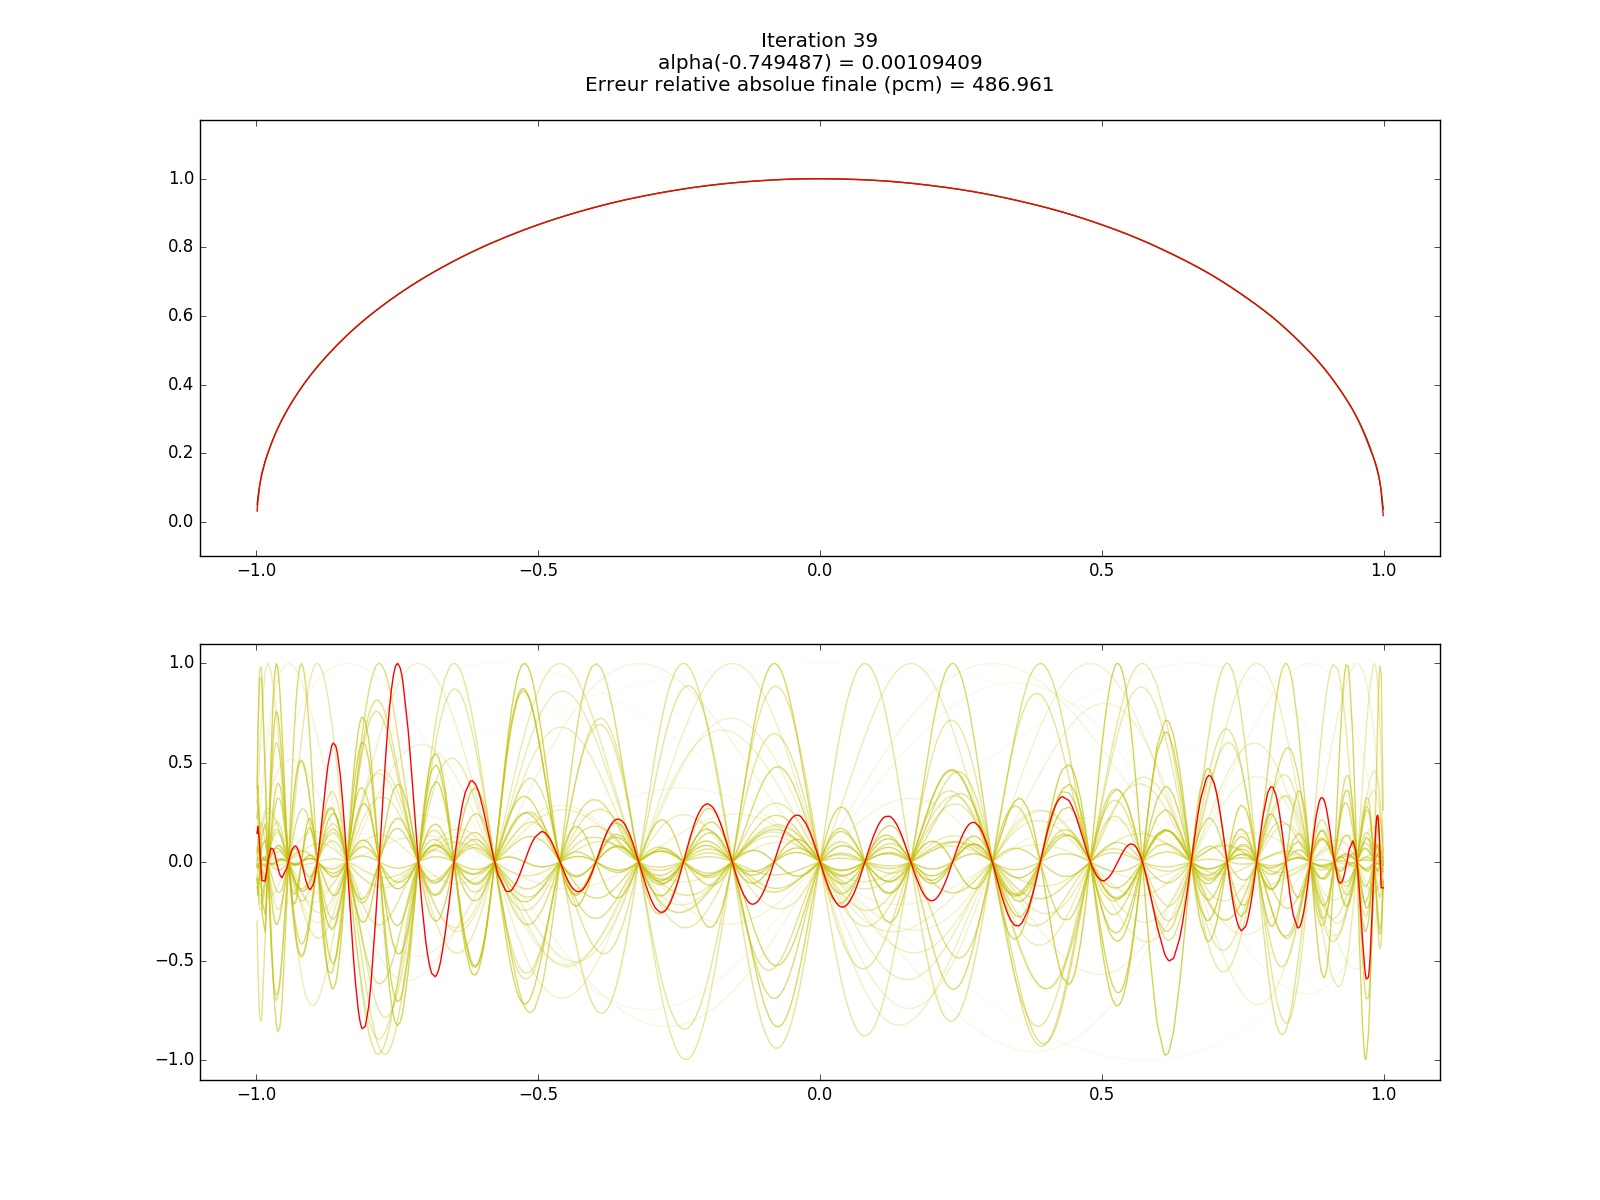 Iteration 39
alpha(-0.749487) = 0.00109409
Erreur relative absolue finale (pcm) = 486.961
1.0
0.8
0.6
0.4
0.2
0.0
−1.0 −0.5 0.0 0.5 1.0
1.0
0.5
0.0
−0.5
−1.0
−1.0 −0.5 0.0 0.5 1.0